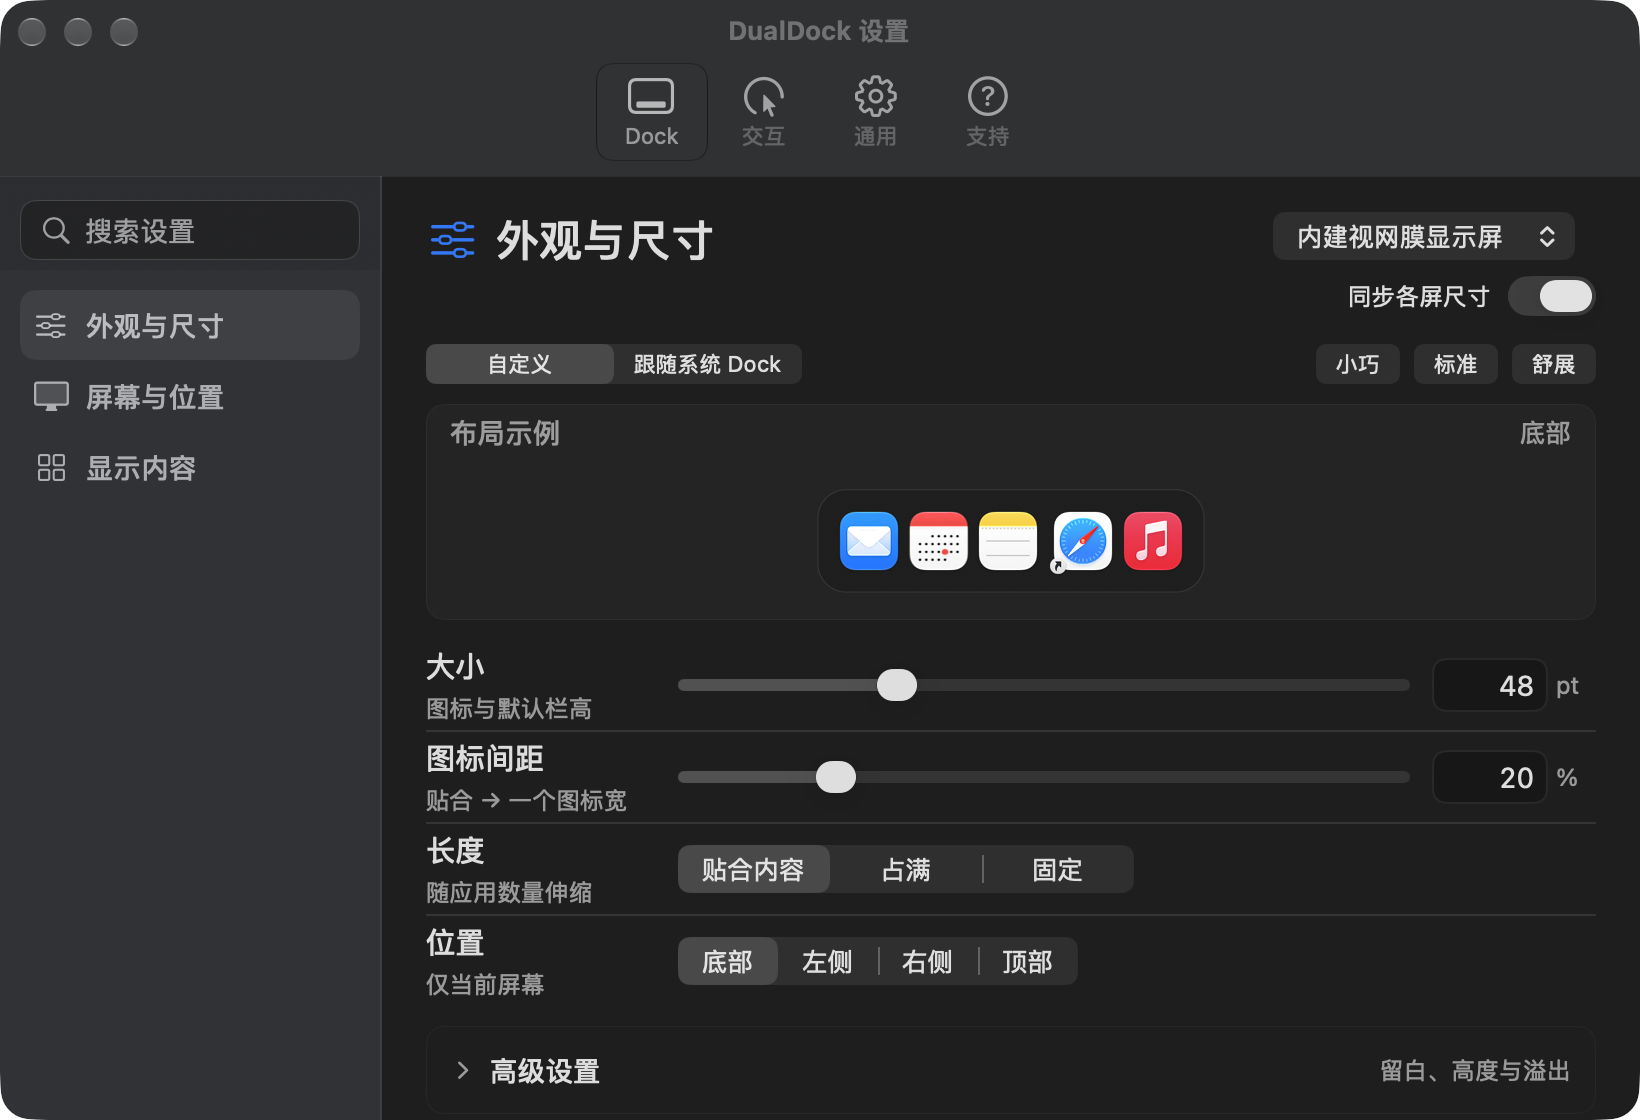 DualDock 设置
Dock
交互
通用
支持
搜索设置
外观与尺寸
屏幕与位置
显示内容
外观与尺寸
内建视网膜显示屏
同步各屏尺寸
自定义
跟随系统 Dock
小巧
标准
舒展
布局示例
底部
大小
图标与默认栏高
48 pt
图标间距
贴合 → 一个图标宽
20 %
长度
随应用数量伸缩
贴合内容
占满
固定
位置
仅当前屏幕
底部
左侧
右侧
顶部
高级设置
留白、高度与溢出